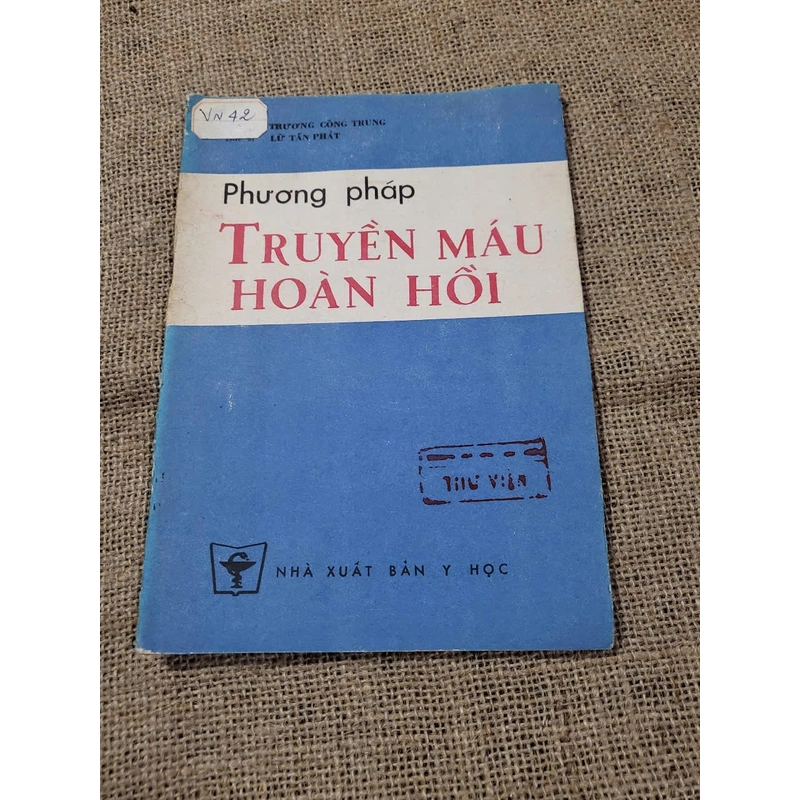 VN 42
TRƯƠNG CÔNG TRUNG
LỮ TẤN PHÁT
Phương pháp
TRUYỀN MÁU
HOÀN HỒI
THƯ VIỆN
NHÀ XUẤT BẢN Y HỌC